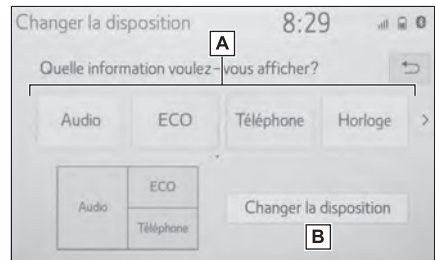 Changer la disposition 8:29
A
Quelle information voulez-vous afficher?
Audio ECO Téléphone Horloge >
Audio
ECO
Téléphone
Changer la disposition
B